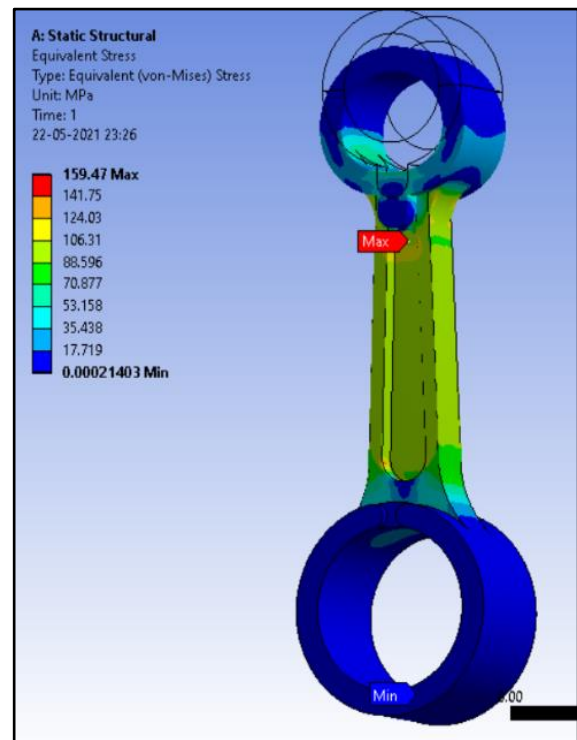 A: Static Structural
Equivalent Stress
Type: Equivalent (von-Mises) Stress
Unit: MPa
Time: 1
22-05-2021 23:26
159.47 Max
141.75
124.03
106.31
88.596
70.877
53.158
35.438
17.719
0.00021403 Min
Max
Min